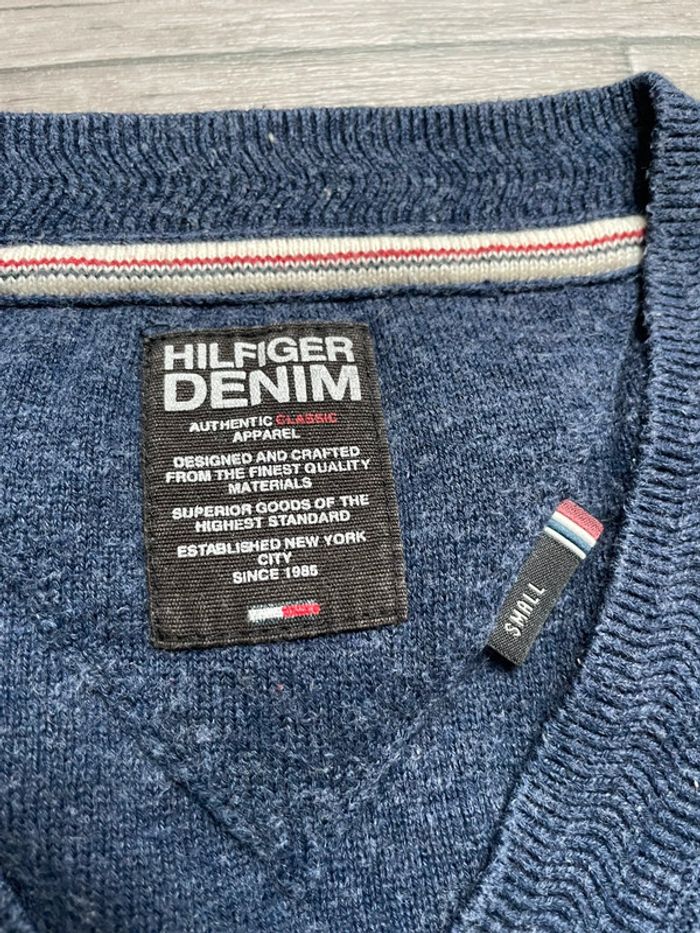 HILFIGER
DENIM
AUTHENTIC CLASSIC
APPAREL
DESIGNED AND CRAFTED
FROM THE FINEST QUALITY
MATERIALS
SUPERIOR GOODS OF THE
HIGHEST STANDARD
ESTABLISHED NEW YORK
CITY
SINCE 1985
SMALL